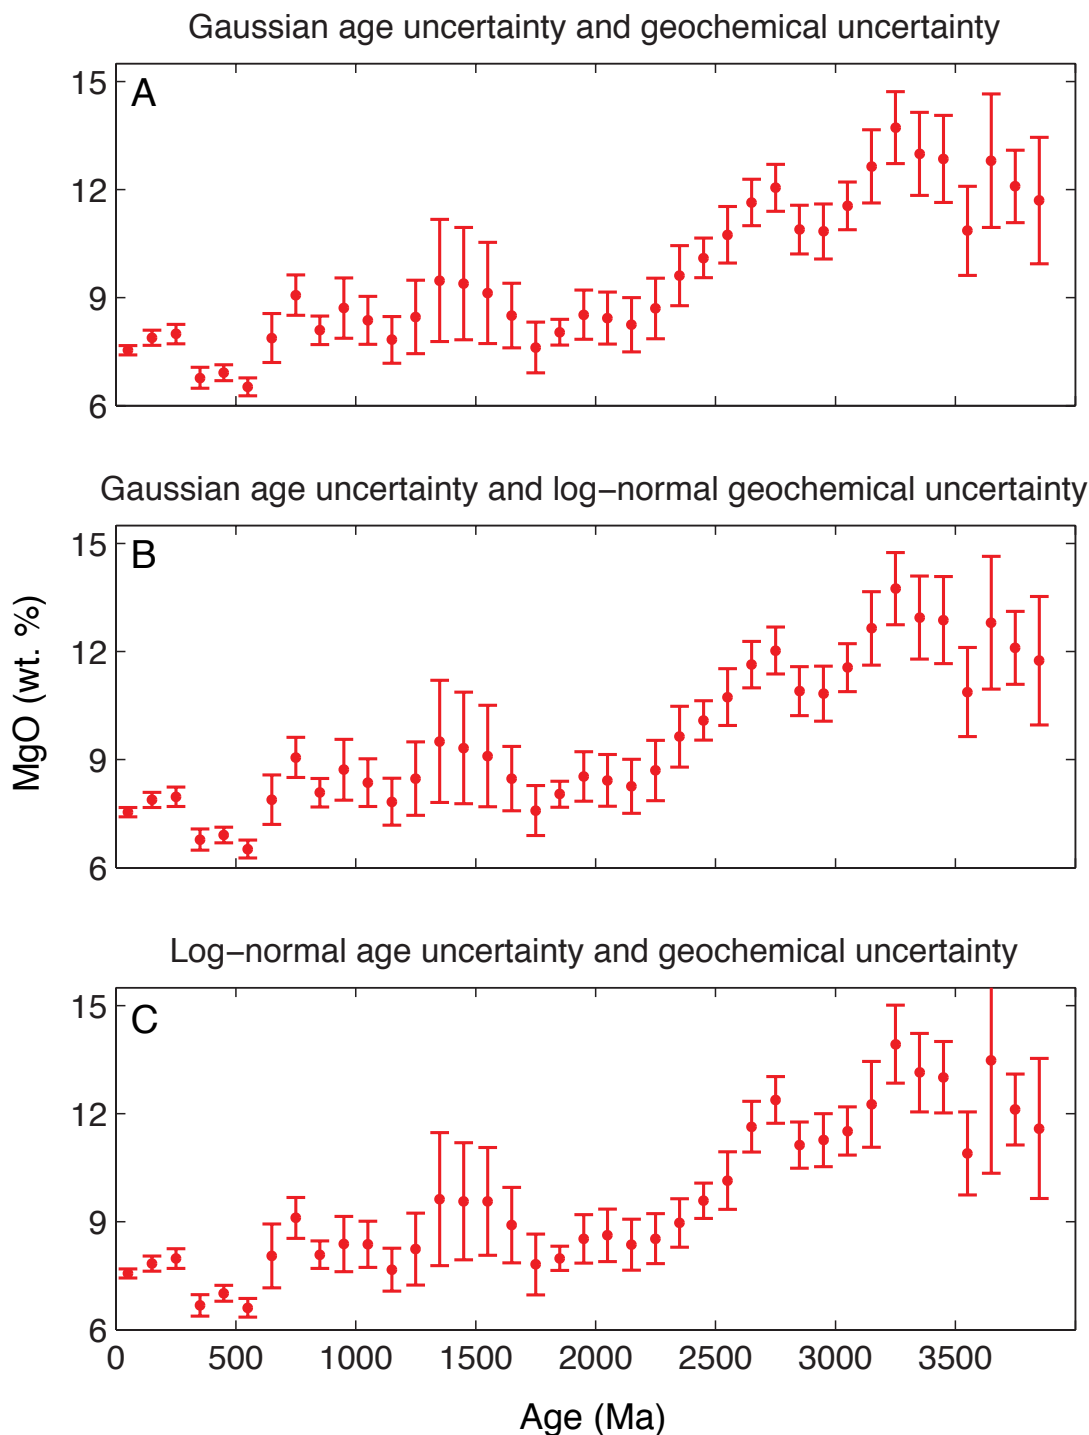 Gaussian age uncertainty and geochemical uncertainty
A
15
12
9
6
Gaussian age uncertainty and log−normal geochemical uncertainty
B
15
12
9
6
MgO (wt. %)
Log−normal age uncertainty and geochemical uncertainty
C
15
12
9
6
0 500 1000 1500 2000 2500 3000 3500
Age (Ma)